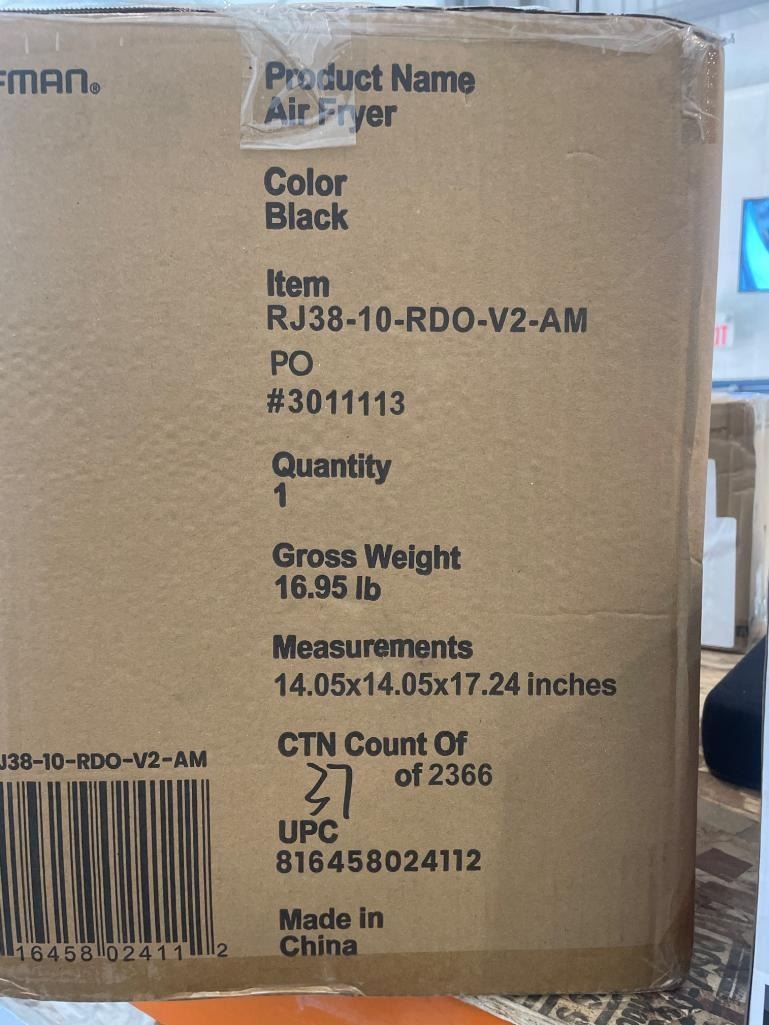 FMAN®
Product Name
Air Fryer
Color
Black
Item
RJ38-10-RDO-V2-AM
PO
#3011113
Quantity
1
Gross Weight
16.95 lb
Measurements
14.05x14.05x17.24 inches
CTN Count Of
37 of 2366
UPC
816458024112
Made in
China
J38-10-RDO-V2-AM
16458 02411 2